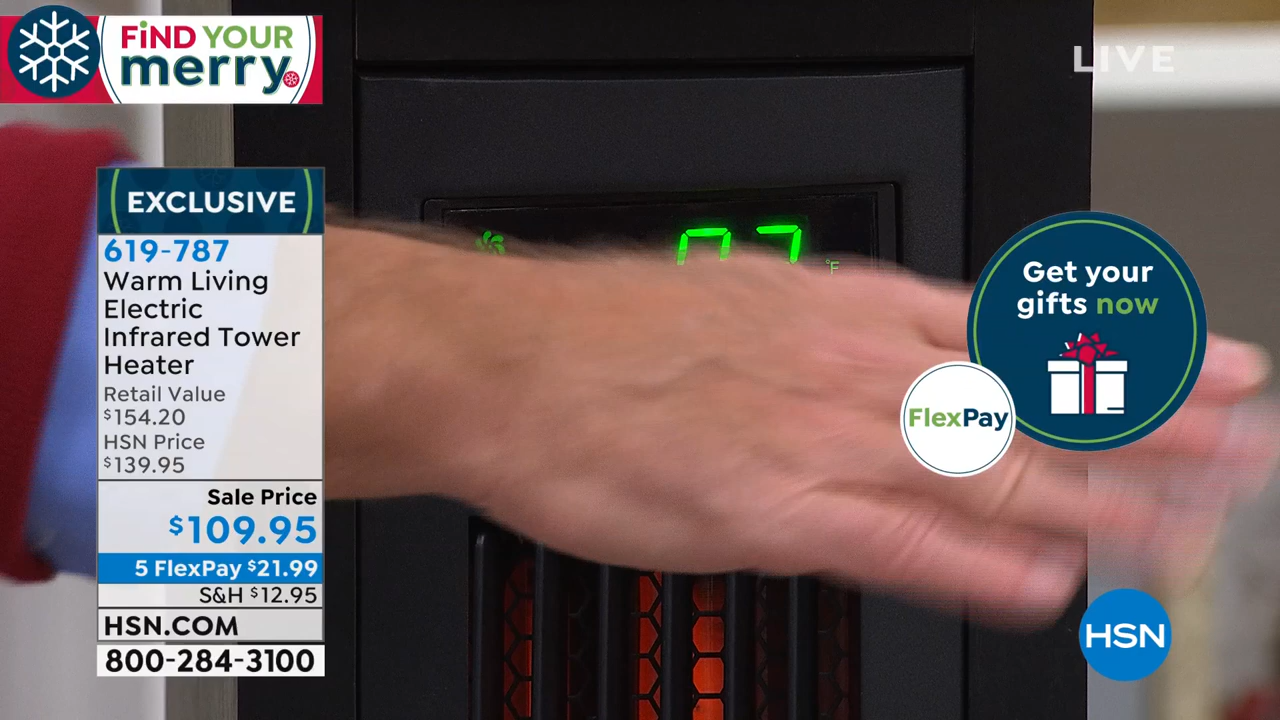 FiND YOUR
merry.
LIVE
EXCLUSIVE
619-787
Warm Living
Electric
Infrared Tower
Heater
Retail Value
$154.20
HSN Price
$139.95
Sale Price
$109.95
5 FlexPay $21.99
S&H $12.95
HSN.COM
800-284-3100
°F
Get your
gifts now
FlexPay
HSN